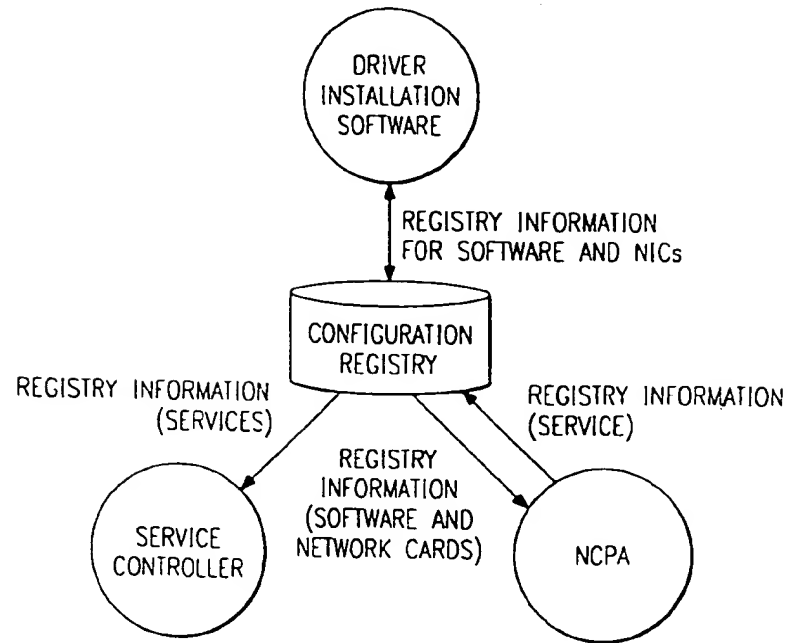 DRIVER
INSTALLATION
SOFTWARE
REGISTRY INFORMATION
FOR SOFTWARE AND NICs
CONFIGURATION
REGISTRY
REGISTRY INFORMATION
(SERVICES)
REGISTRY INFORMATION
(SERVICE)
REGISTRY
INFORMATION
(SOFTWARE AND
NETWORK CARDS)
SERVICE
CONTROLLER
NCPA